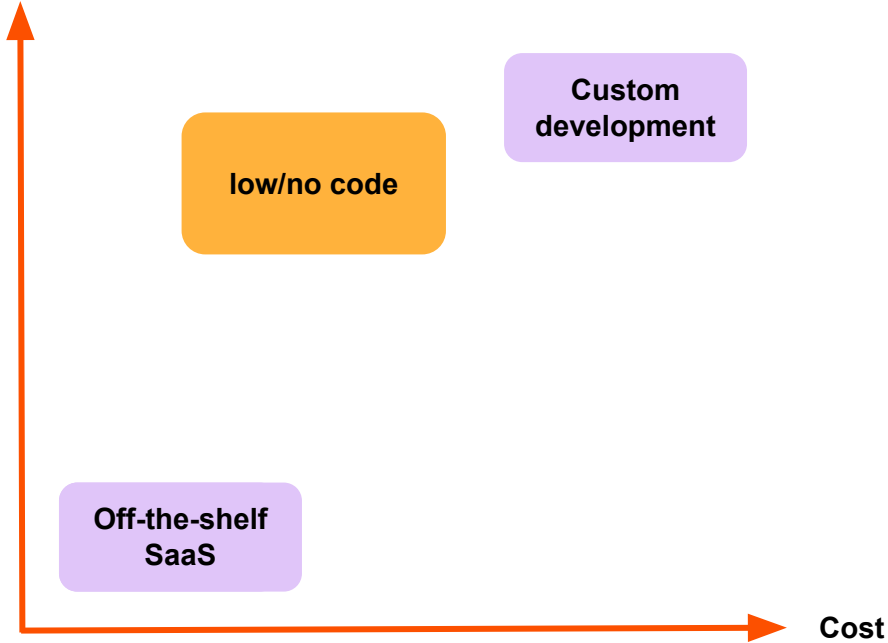 Custom
development
low/no code
Off-the-shelf
SaaS
Cost